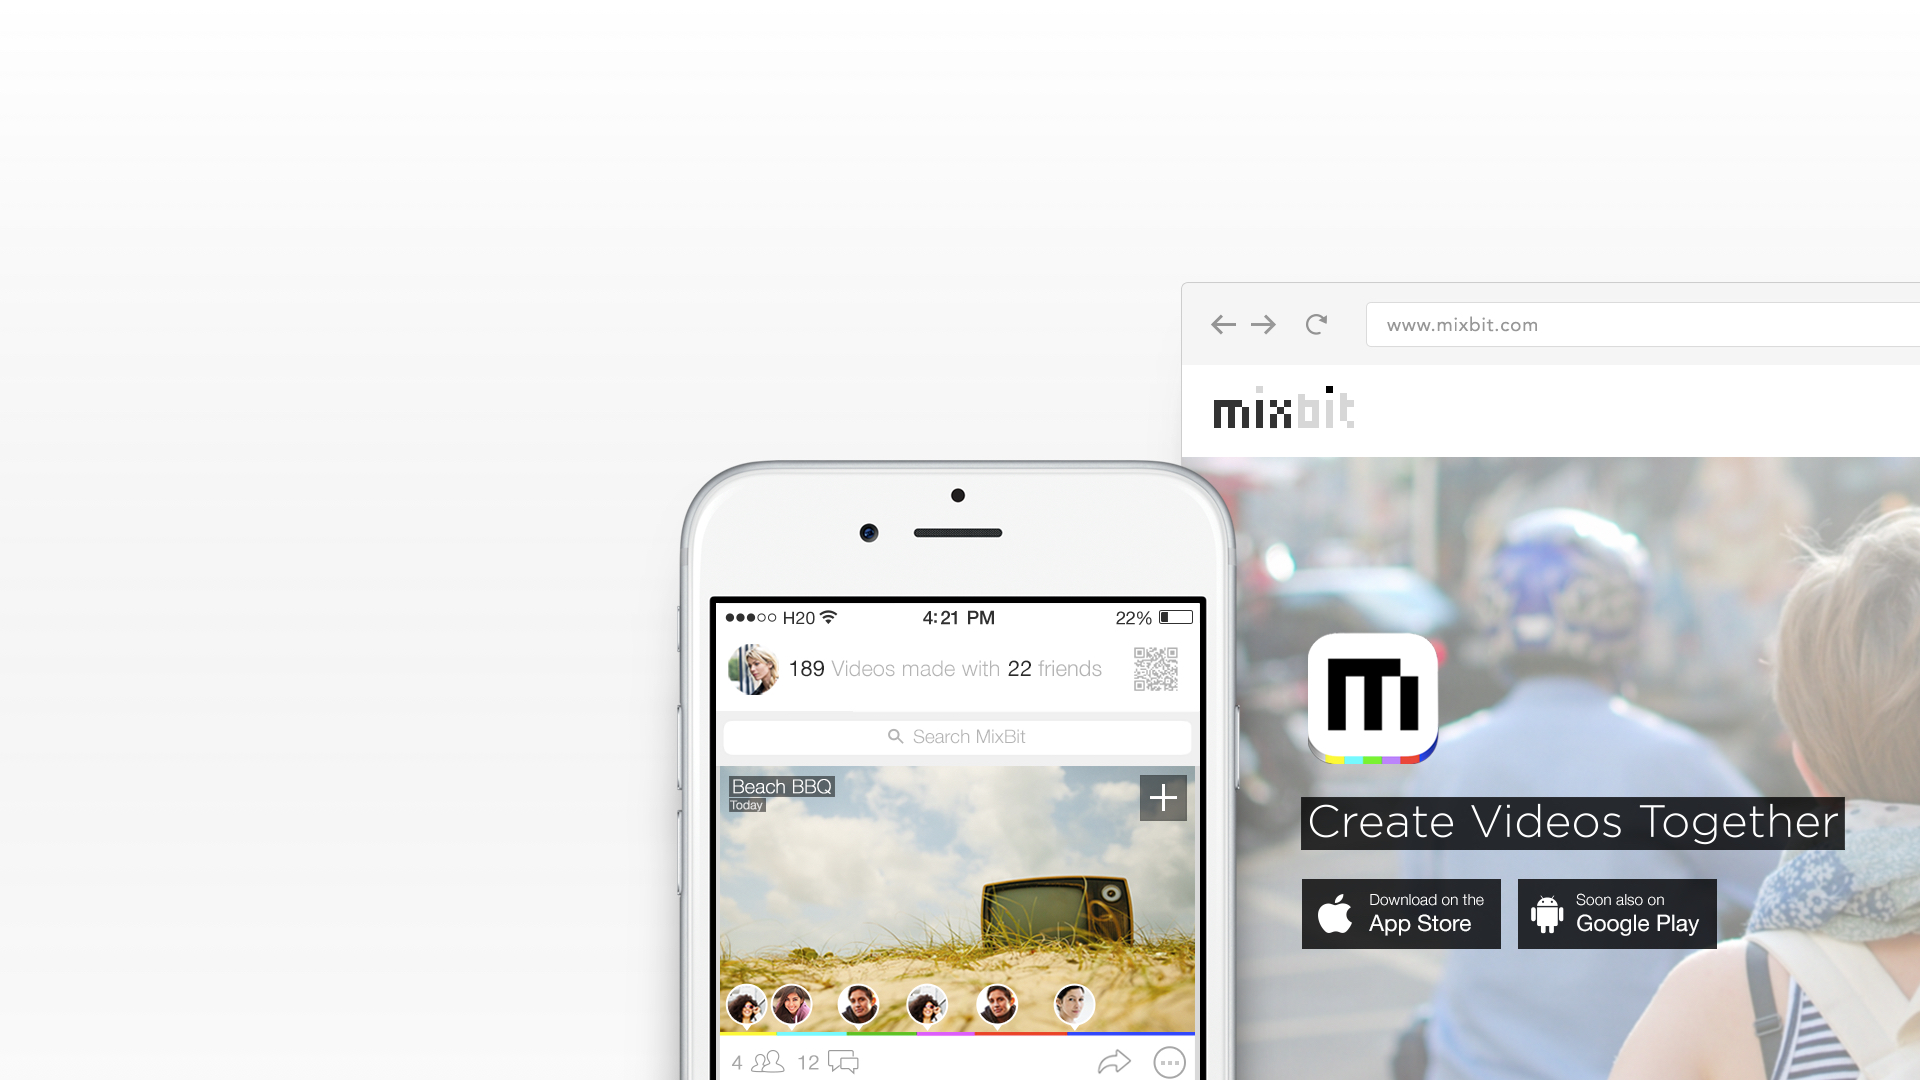 www.mixbit.com
mixbit
●●●○○ H20 4:21 PM 22%
189 Videos made with 22 friends
Search MixBit
Beach BBQ
Today
4 12
m
Create Videos Together
Download on the
App Store
Soon also on
Google Play